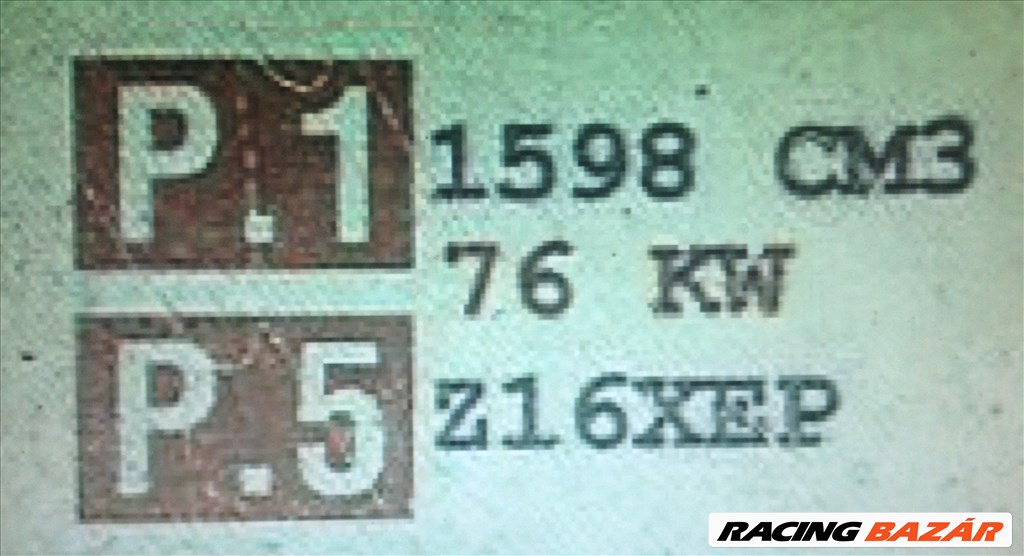 P.1 1598 CM3
76 KW
P.5 Z16XEP
RACING BAZÁR